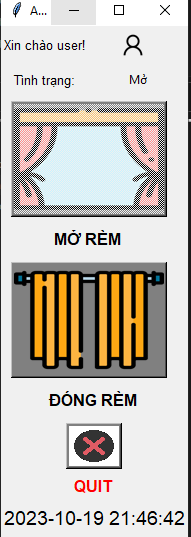 A...
Xin chào user!
Tình trạng: Mở
MỞ RÈM
ĐÓNG RÈM
QUIT
2023-10-19 21:46:42